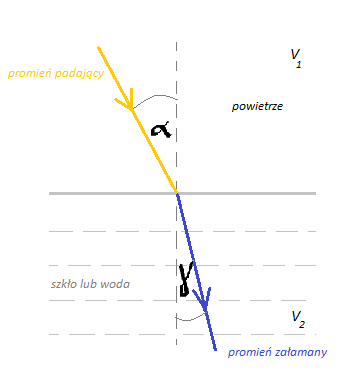 V1
promień padający
powietrze
α
szkło lub woda
γ
V2
promień załamany